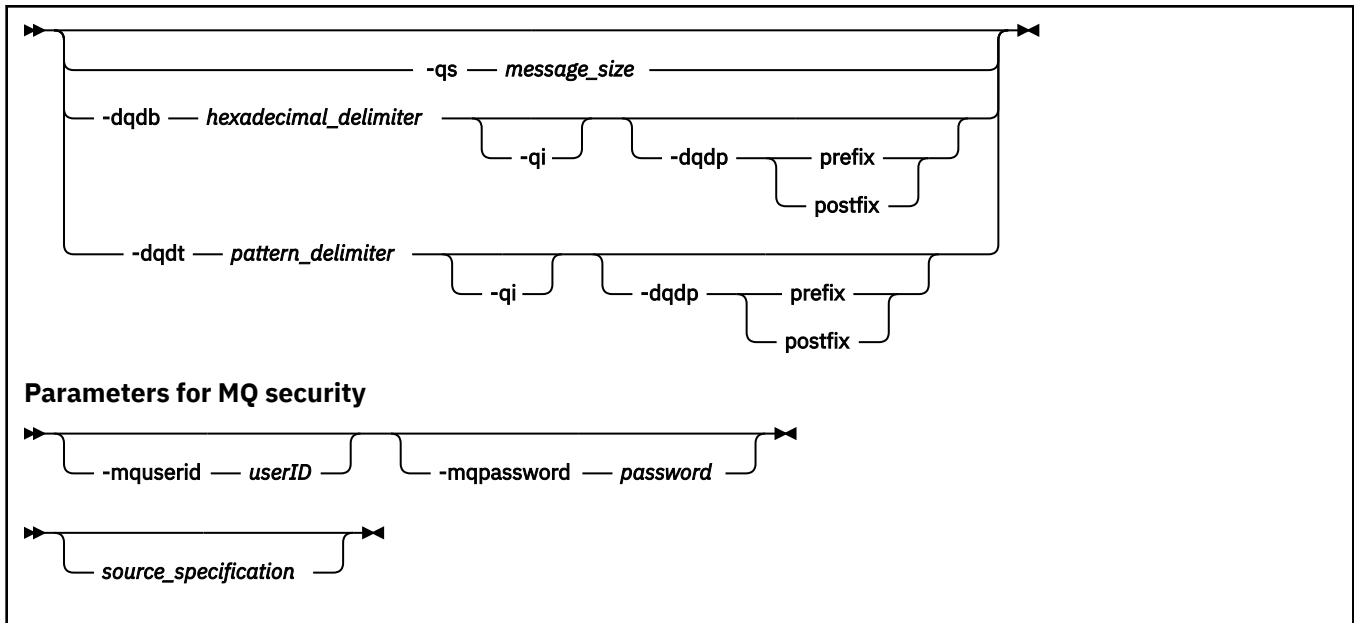 -qs message_size
-dqdb hexadecimal_delimiter
-qi -dqdp prefix
postfix
-dqdt pattern_delimiter
-qi -dqdp prefix
postfix
Parameters for MQ security
-mquserid userID -mqpassword password
source_specification